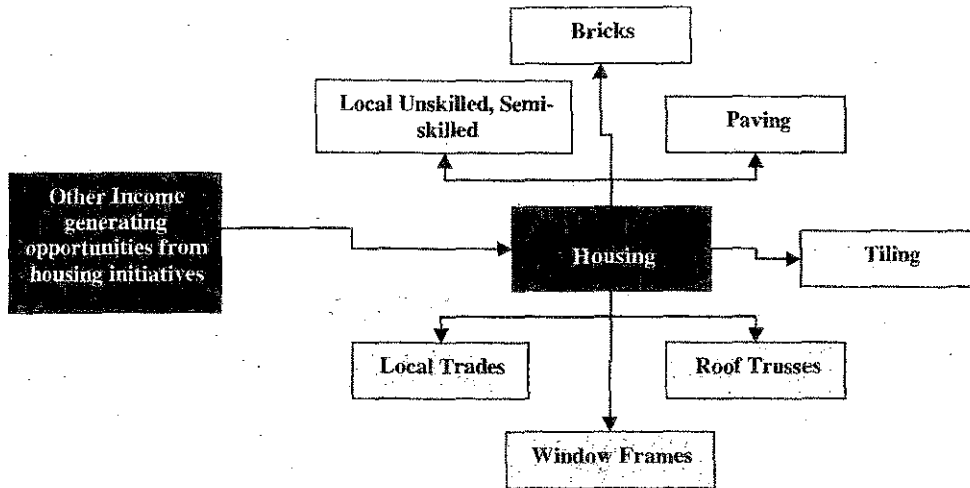 Bricks
Local Unskilled, Semi-
skilled
Paving
Other Income
generating
opportunities from
housing initiatives
Housing
Tiling
Local Trades
Roof Trusses
Window Frames